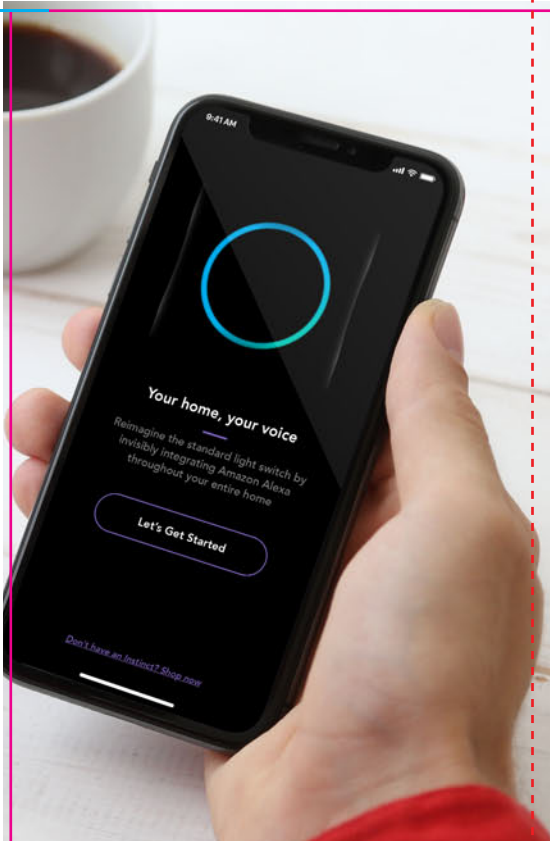 9:41 AM
Your home, your voice
Reimagine the standard light switch by
invisibly integrating Amazon Alexa
throughout your entire home
Let's Get Started
Don't have an Instinct? Shop now